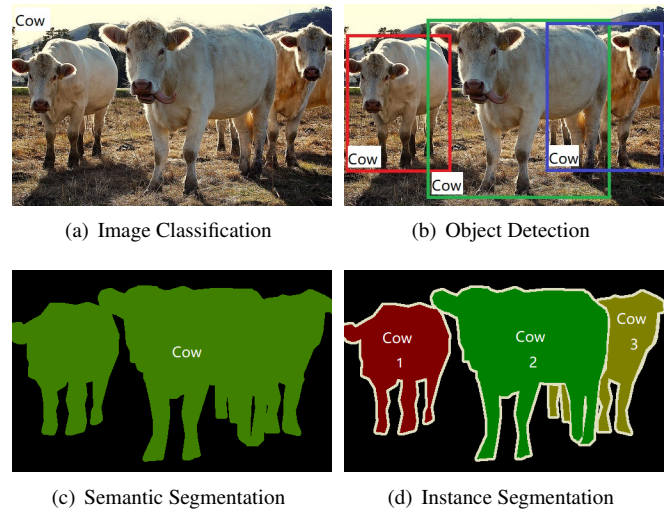 Cow
Cow
Cow
Cow
(a) Image Classification
(b) Object Detection
Cow
Cow
1
Cow
2
Cow
3
(c) Semantic Segmentation
(d) Instance Segmentation